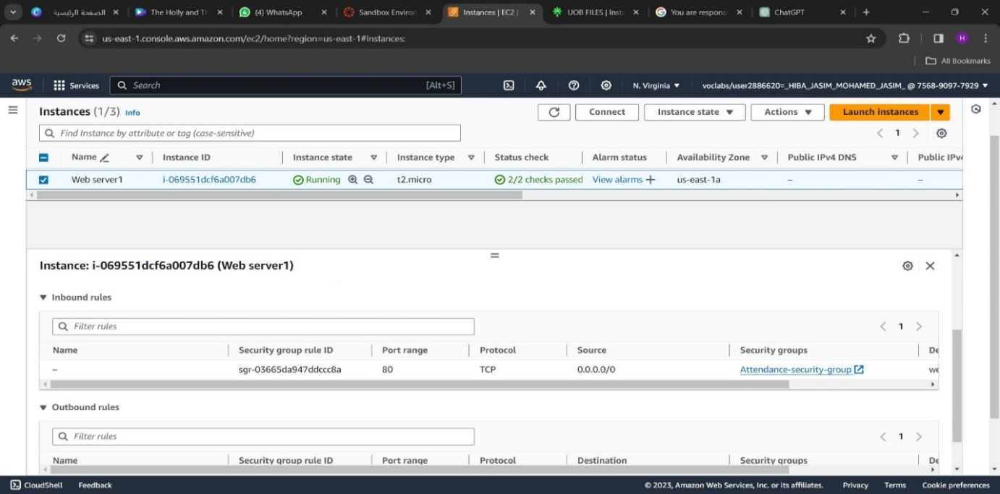 الصفحة الرئيسية -
The Holly and Th
(4) WhatsApp
Sandbox Environ
Instances | EC2 |
UOB FILES | Insta
You are respons
ChatGPT
us-east-1.console.aws.amazon.com/ec2/home?region=us-east-1#Instances:
H
All Bookmarks
aws Services Search [Alt+S] N. Virginia voclabs/user2886620=_HIBA_JASIM_MOHAMED_JASIM_ @ 7568-9097-7929
Instances (1/3) Info Connect Instance state Actions Launch instances
Find Instance by attribute or tag (case-sensitive) 1
Name Instance ID Instance state Instance type Status check Alarm status Availability Zone Public IPv4 DNS Public IPv4
Web server1 i-069551dcf6a007db6 Running t2.micro 2/2 checks passed View alarms + us-east-1a – –
Instance: i-069551dcf6a007db6 (Web server1)
Inbound rules
Filter rules 1
Name Security group rule ID Port range Protocol Source Security groups De
– sgr-03665da947ddccc8a 80 TCP 0.0.0.0/0 Attendance-security-group we
Outbound rules
Filter rules 1
Name Security group rule ID Port range Protocol Destination Security groups De
CloudShell Feedback © 2023, Amazon Web Services, Inc. or its affiliates. Privacy Terms Cookie preferences